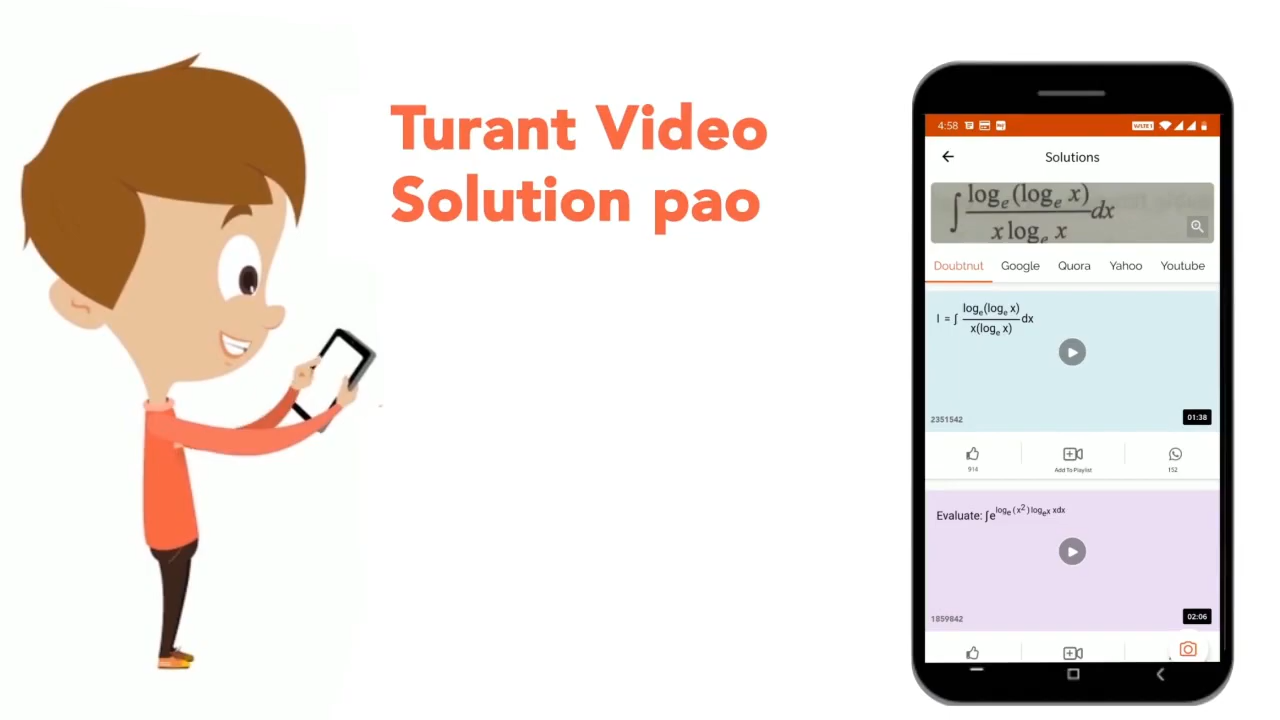 Turant Video
Solution pao
4:58
Solutions
∫ logₑ(logₑ x) / x logₑ x dx
Doubtnut Google Quora Yahoo Youtube
I = ∫ logₑ(logₑ x) / x(logₑ x) dx
2351542 01:38
914 Add To Playlist 152
Evaluate: ∫e^logₑ(x²)logₑx xdx
1859842 02:06